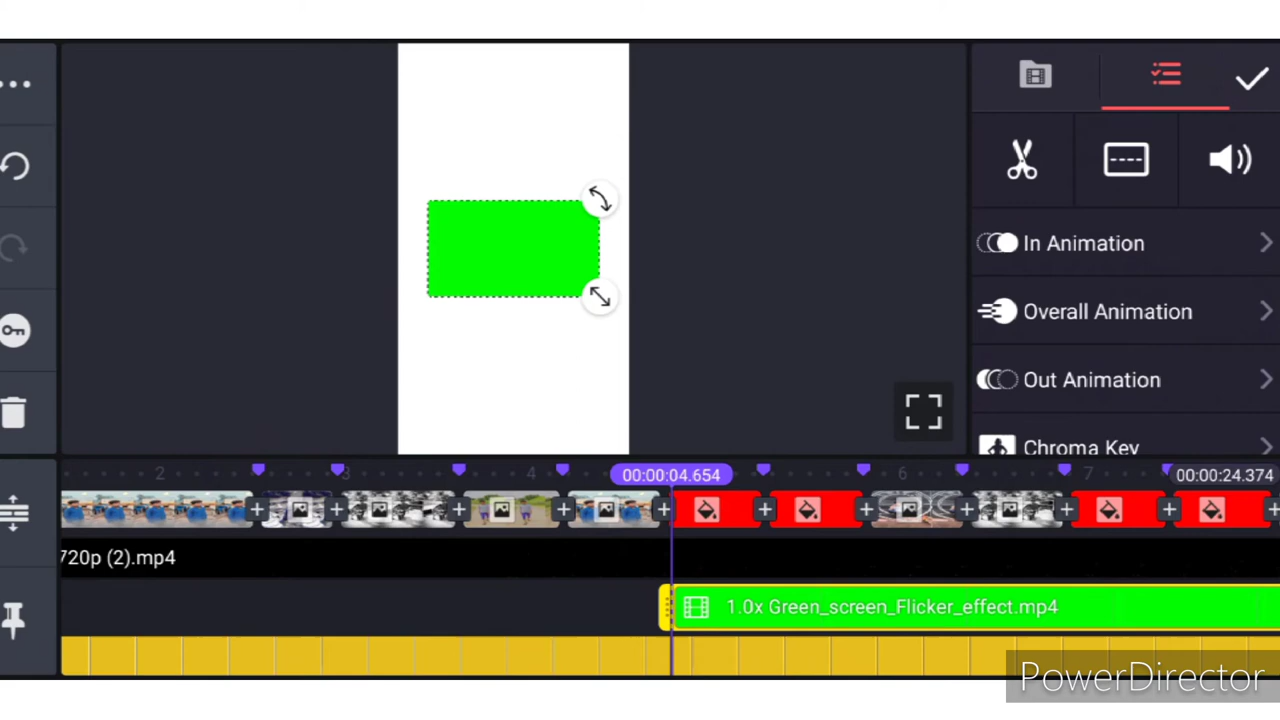 In Animation
Overall Animation
Out Animation
Chroma Key
2
3
4
00:00:04.654
6
7
00:00:24.374
720p (2).mp4
1.0x Green_screen_Flicker_effect.mp4
PowerDirector